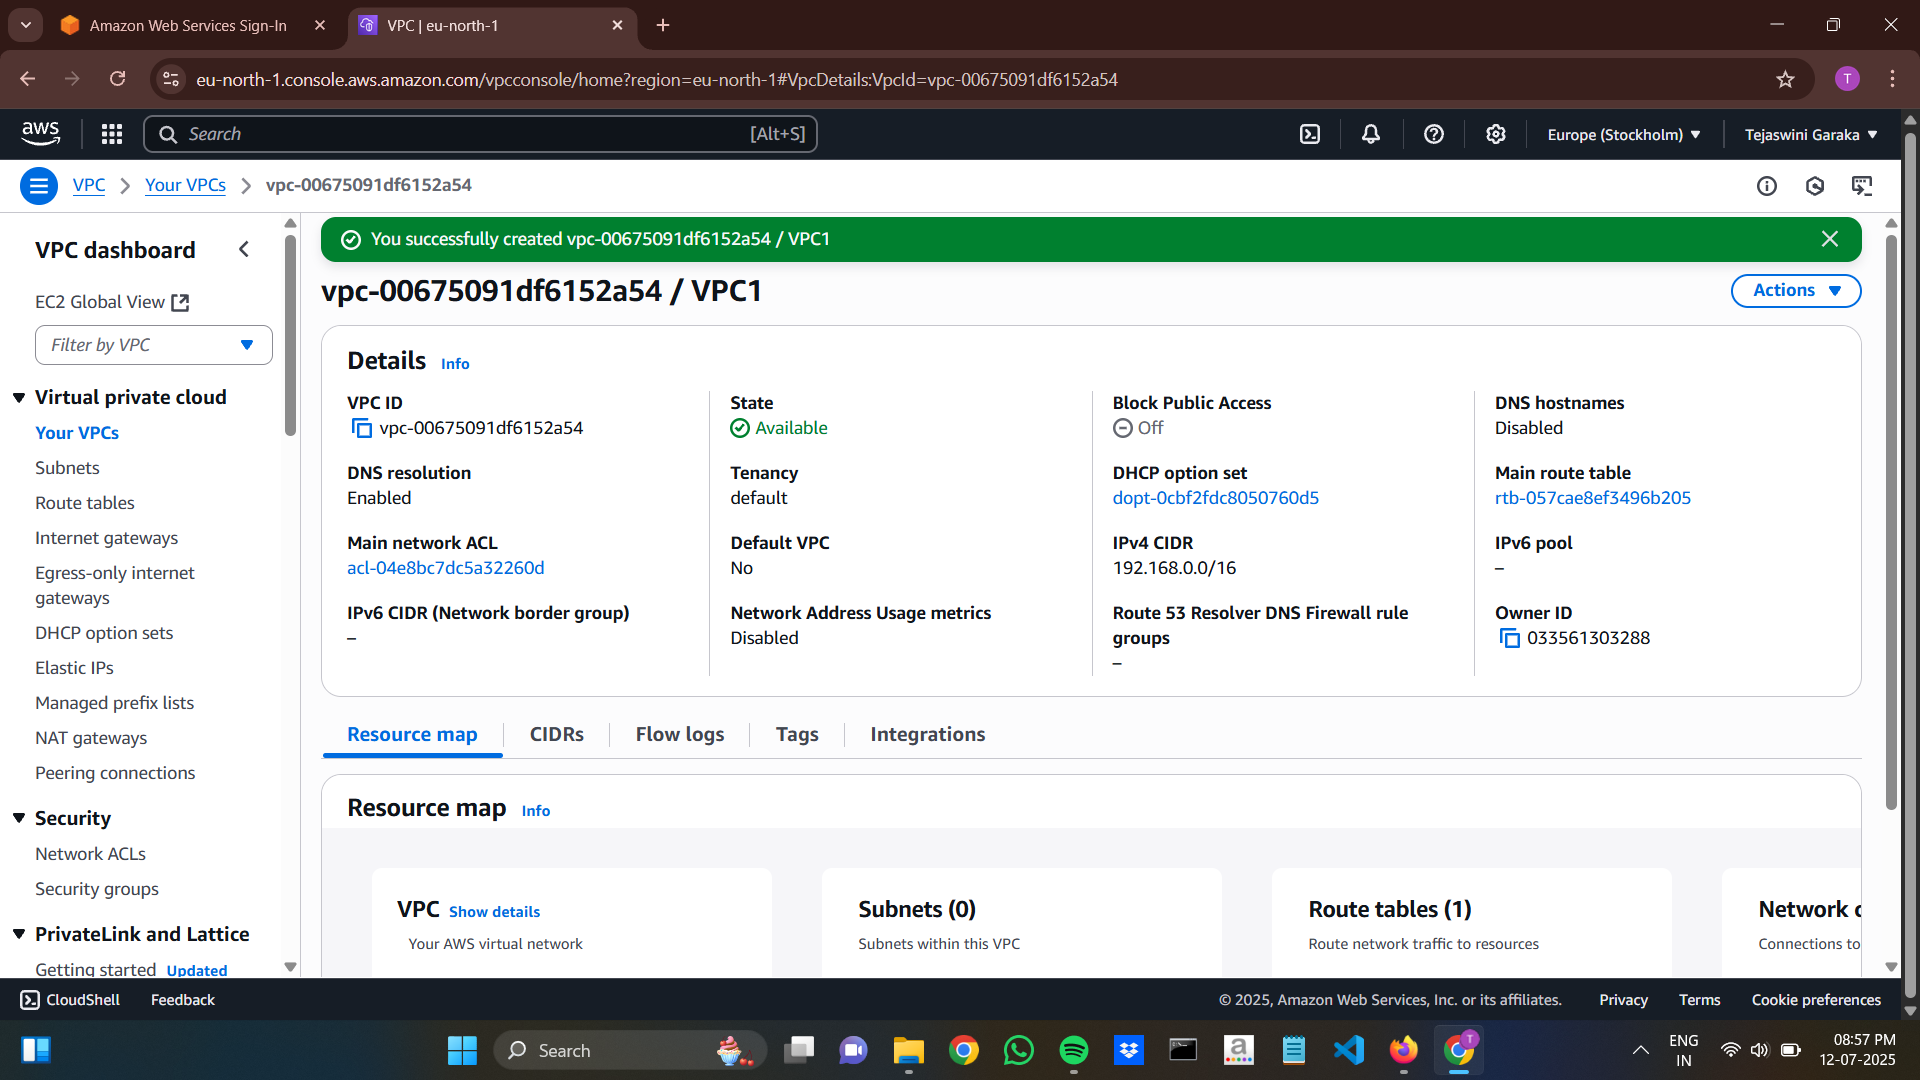 Amazon Web Services Sign-In
VPC | eu-north-1
eu-north-1.console.aws.amazon.com/vpcconsole/home?region=eu-north-1#VpcDetails:VpcId=vpc-00675091df6152a54
T
aws
Search
[Alt+S]
Europe (Stockholm)
Tejaswini Garaka
VPC
Your VPCs
vpc-00675091df6152a54
VPC dashboard
EC2 Global View
Filter by VPC
Virtual private cloud
Your VPCs
Subnets
Route tables
Internet gateways
Egress-only internet
gateways
DHCP option sets
Elastic IPs
Managed prefix lists
NAT gateways
Peering connections
Security
Network ACLs
Security groups
PrivateLink and Lattice
Getting started Updated
You successfully created vpc-00675091df6152a54 / VPC1
vpc-00675091df6152a54 / VPC1
Actions
Details Info
VPC ID
vpc-00675091df6152a54
State
Available
Block Public Access
Off
DNS hostnames
Disabled
DNS resolution
Enabled
Tenancy
default
DHCP option set
dopt-0cbf2fdc8050760d5
Main route table
rtb-057cae8ef3496b205
Main network ACL
acl-04e8bc7dc5a32260d
Default VPC
No
IPv4 CIDR
192.168.0.0/16
IPv6 pool
–
IPv6 CIDR (Network border group)
–
Network Address Usage metrics
Disabled
Route 53 Resolver DNS Firewall rule
groups
–
Owner ID
033561303288
Resource map
CIDRs
Flow logs
Tags
Integrations
Resource map Info
VPC Show details
Your AWS virtual network
Subnets (0)
Subnets within this VPC
Route tables (1)
Route network traffic to resources
Network c
Connections to
CloudShell
Feedback
© 2025, Amazon Web Services, Inc. or its affiliates.
Privacy
Terms
Cookie preferences
Search
a
T
ENG
IN
08:57 PM
12-07-2025